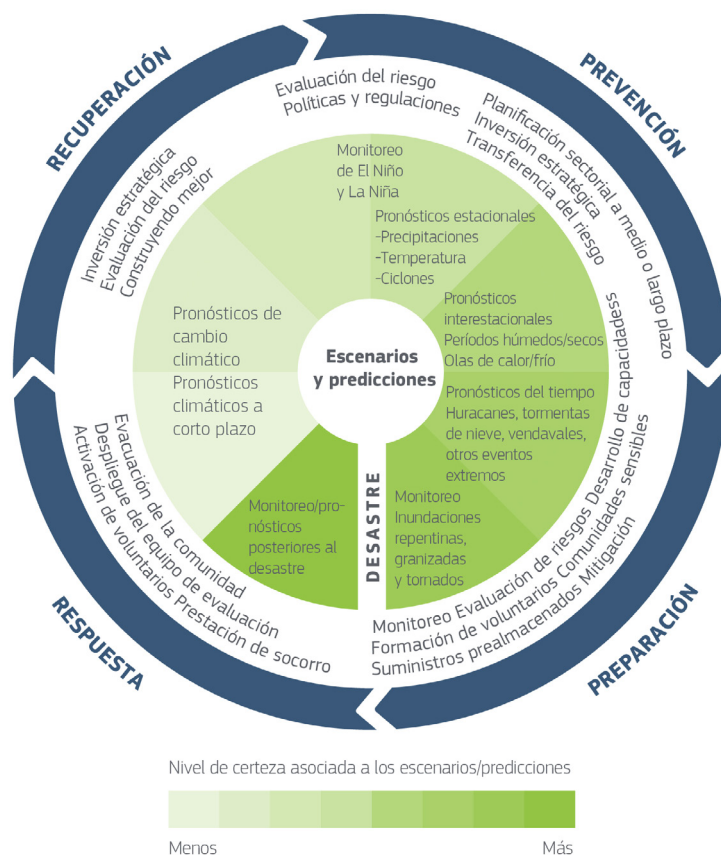 RECUPERACIÓN
PREVENCIÓN
Evaluación del riesgo
Políticas y regulaciones
Planificación sectorial a medio o largo plazo
Inversión estratégica
Transferencia del riesgo
Inversión estratégica
Evaluación del riesgo
Construyendo mejor
Monitoreo
de El Niño
y La Niña
Pronósticos estacionales
-Precipitaciones
-Temperatura
-Ciclones
Pronósticos
interestacionales
Períodos húmedos/secos
Olas de calor/frío
Pronósticos de
cambio
climático
Escenarios
y predicciones
Pronósticos
climáticos a
corto plazo
Pronósticos del tiempo
Huracanes, tormentas
de nieve, vendavales,
otros eventos
extremos
Monitoreo
Inundaciones
repentinas,
granizadas
y tornados
DESASTRE
Monitoreo/pro-
nósticos
posteriores al
desastre
Evacuación de la comunidad
Despliegue del equipo de evaluación
Activación de voluntarios Prestación de socorro
Monitoreo Evaluación de riesgos Desarrollo de capacidadess
Formación de voluntarios Comunidades sensibles
Suministros prealmacenados Mitigación
RESPUESTA
PREPARACIÓN
Nivel de certeza asociada a los escenarios/predicciones
Menos
Más